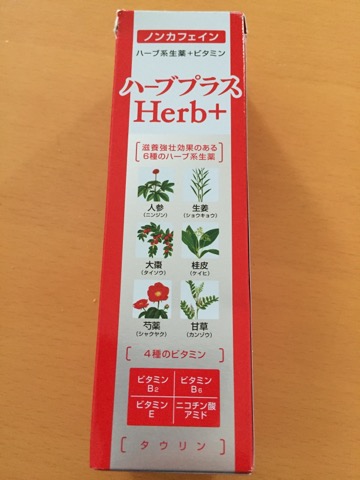 ノンカフェイン
ハーブ系生薬+ビタミン
ハーブプラス
Herb+
滋養強壮効果のある
6種のハーブ系生薬
人参 生姜
(ニンジン) (ショウキョウ)
大棗 桂皮
(タイソウ) (ケイヒ)
芍薬 甘草
(シャクヤク) (カンゾウ)
4種のビタミン
ビタミン ビタミン
B2 B6
ビタミン ニコチン酸
E アミド
タウリン